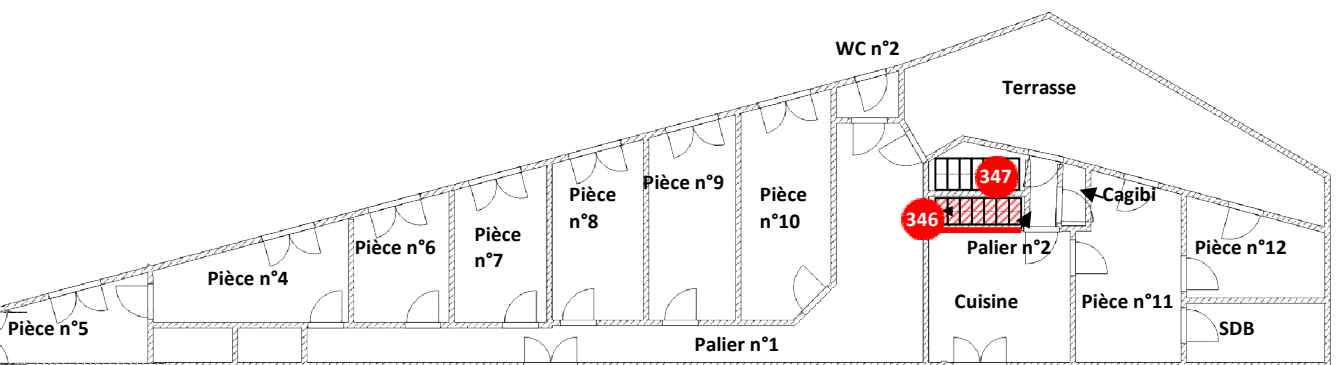 WC n°2
Terrasse
347
Cagibi
Pièce n°9
Pièce
n°8
Pièce
n°10
346
Pièce n°6
Pièce
n°7
Palier n°2
Pièce n°12
Pièce n°4
Cuisine
Pièce n°11
Pièce n°5
Palier n°1
SDB